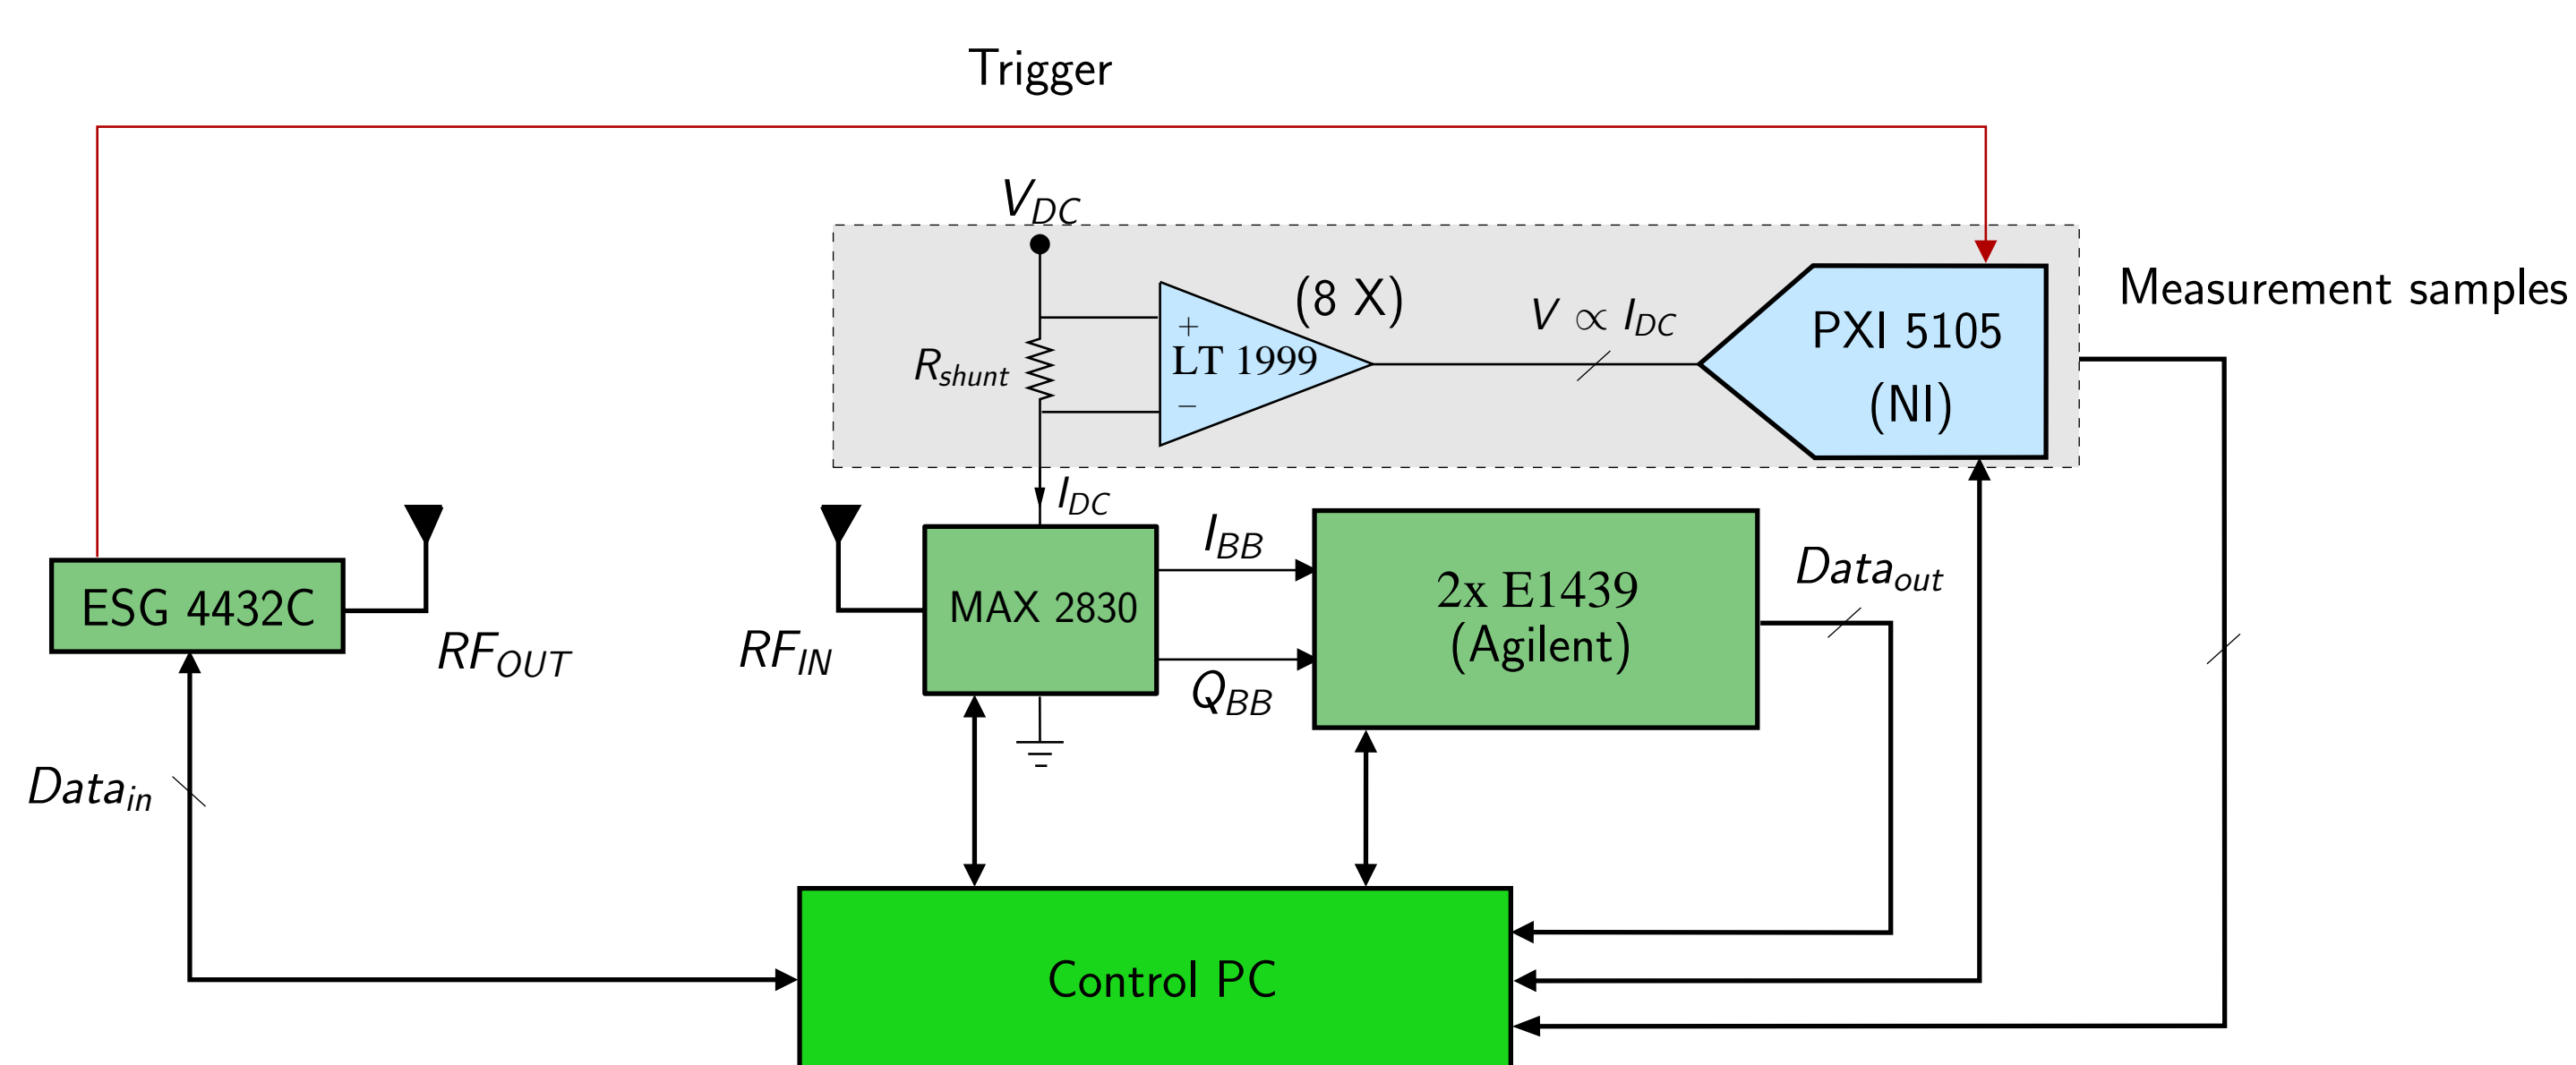 Trigger
V_DC
(8 X)
Measurement samples
V ∝ I_DC
PXI 5105
(NI)
+
LT 1999
−
R_shunt
I_DC
I_BB
ESG 4432C
MAX 2830
2x E1439
(Agilent)
Data_out
RF_OUT
RF_IN
Q_BB
Data_in
Control PC